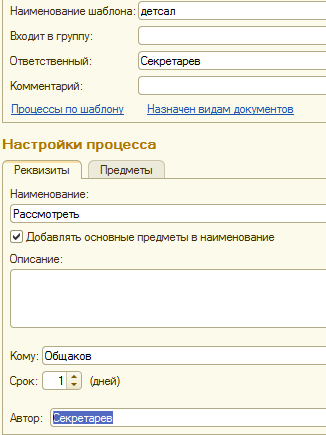 Наименование шаблона: детсал
Входит в группу:
Ответственный: Секретарев
Комментарий:
Процессы по шаблону Назначен видам документов
Настройки процесса
Реквизиты Предметы
Наименование:
Рассмотреть
Добавлять основные предметы в наименование
Описание:
Кому: Общаков
Срок: 1 (дней)
Автор: Секретарев